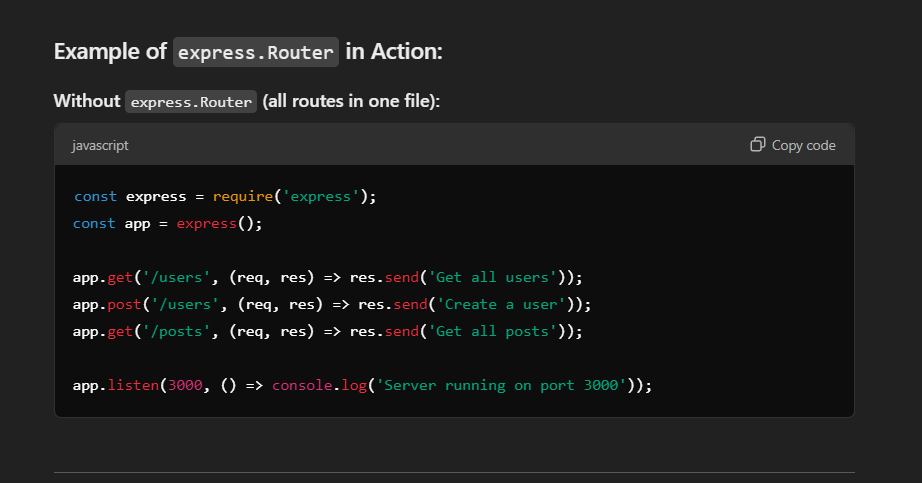 Example of express.Router in Action:
Without express.Router (all routes in one file):
javascript
Copy code
const express = require('express');
const app = express();
app.get('/users', (req, res) => res.send('Get all users'));
app.post('/users', (req, res) => res.send('Create a user'));
app.get('/posts', (req, res) => res.send('Get all posts'));
app.listen(3000, () => console.log('Server running on port 3000'));